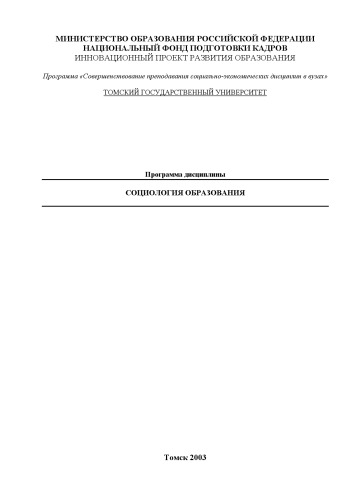 МИНИСТЕРСТВО ОБРАЗОВАНИЯ РОССИЙСКОЙ ФЕДЕРАЦИИ
НАЦИОНАЛЬНЫЙ ФОНД ПОДГОТОВКИ КАДРОВ
ИННОВАЦИОННЫЙ ПРОЕКТ РАЗВИТИЯ ОБРАЗОВАНИЯ
Программа «Совершенствование преподавания социально-экономических дисциплин в вузах»
ТОМСКИЙ ГОСУДАРСТВЕННЫЙ УНИВЕРСИТЕТ
Программа дисциплины
СОЦИОЛОГИЯ ОБРАЗОВАНИЯ
Томск 2003